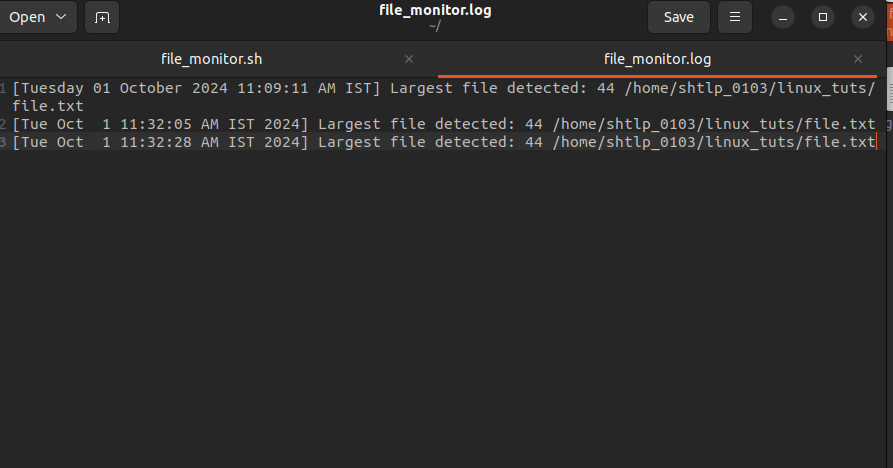 Open
file_monitor.log
~/
Save
file_monitor.sh
file_monitor.log
1 [Tuesday 01 October 2024 11:09:11 AM IST] Largest file detected: 44 /home/shtlp_0103/linux_tuts/
file.txt
2 [Tue Oct  1 11:32:05 AM IST 2024] Largest file detected: 44 /home/shtlp_0103/linux_tuts/file.txt
3 [Tue Oct  1 11:32:28 AM IST 2024] Largest file detected: 44 /home/shtlp_0103/linux_tuts/file.txt